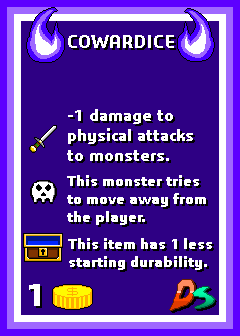 COWARDICE
-1 damage to
physical attacks
to monsters.
This monster tries
to move away from
the player.
This item has 1 less
starting durability.
1
DS